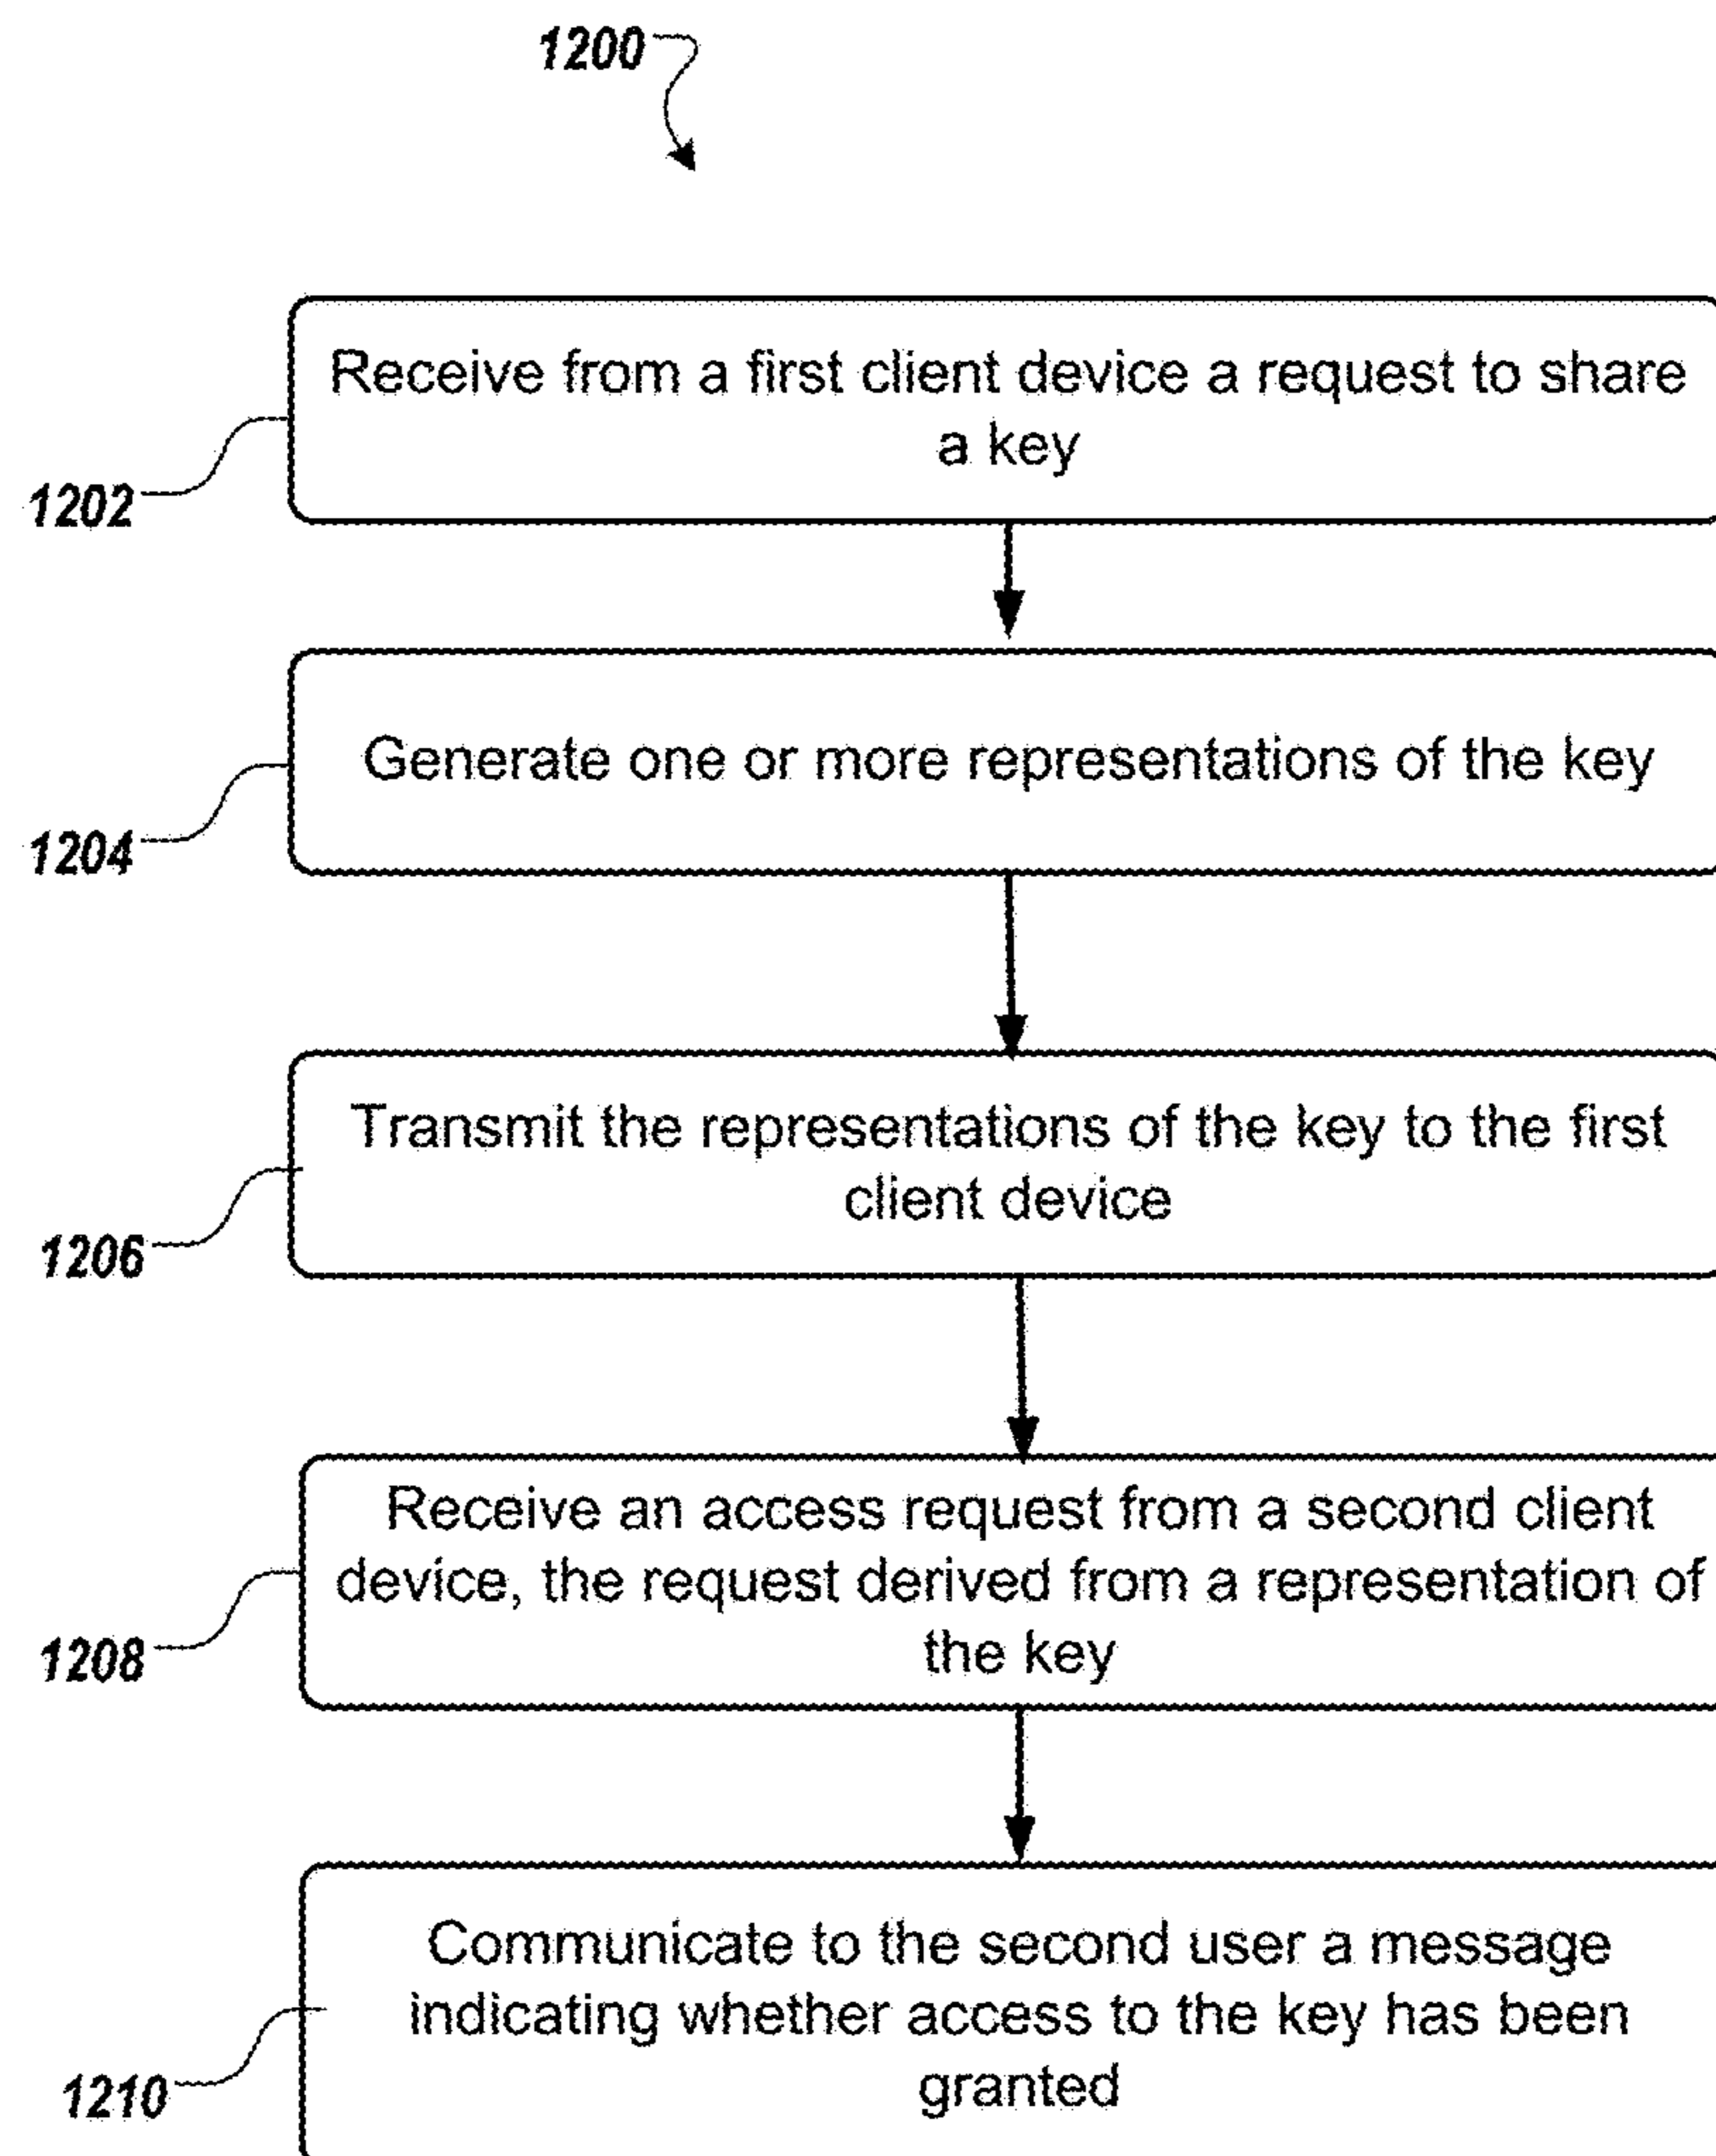 1200
Receive from a first client device a request to share
a key
1202
Generate one or more representations of the key
1204
Transmit the representations of the key to the first
client device
1206
Receive an access request from a second client
device, the request derived from a representation of
the key
1208
Communicate to the second user a message
indicating whether access to the key has been
granted
1210